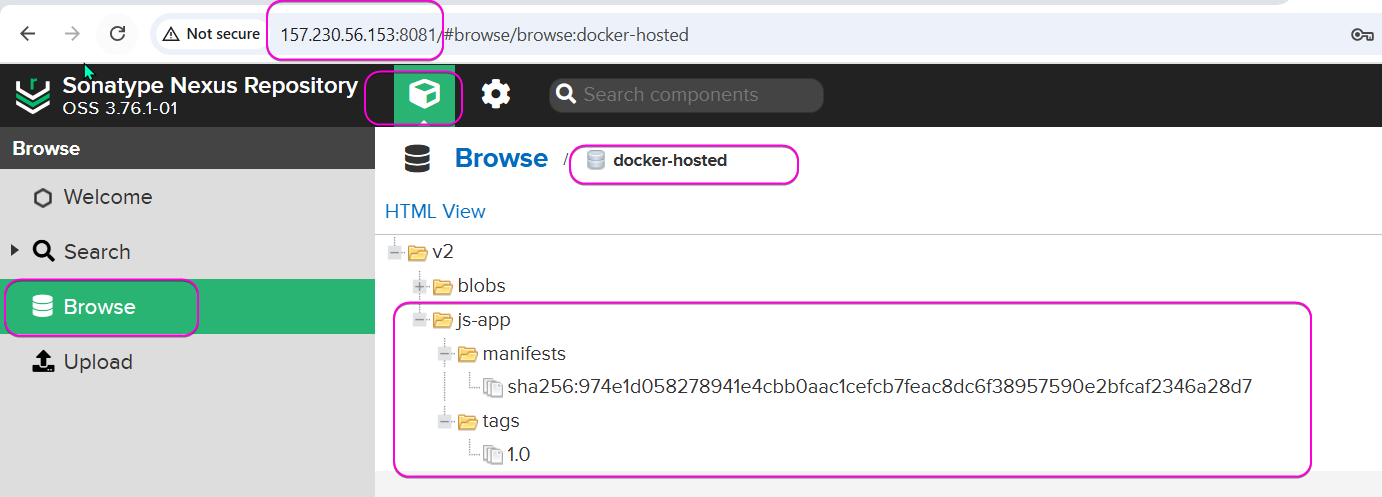 Not secure 157.230.56.153:8081/#browse/browse:docker-hosted
Sonatype Nexus Repository
OSS 3.76.1-01
Search components
Browse
Welcome
Search
Browse
Upload
Browse / docker-hosted
HTML View
v2
blobs
js-app
manifests
sha256:974e1d058278941e4cbb0aac1cefcb7feac8dc6f38957590e2bfcaf2346a28d7
tags
1.0